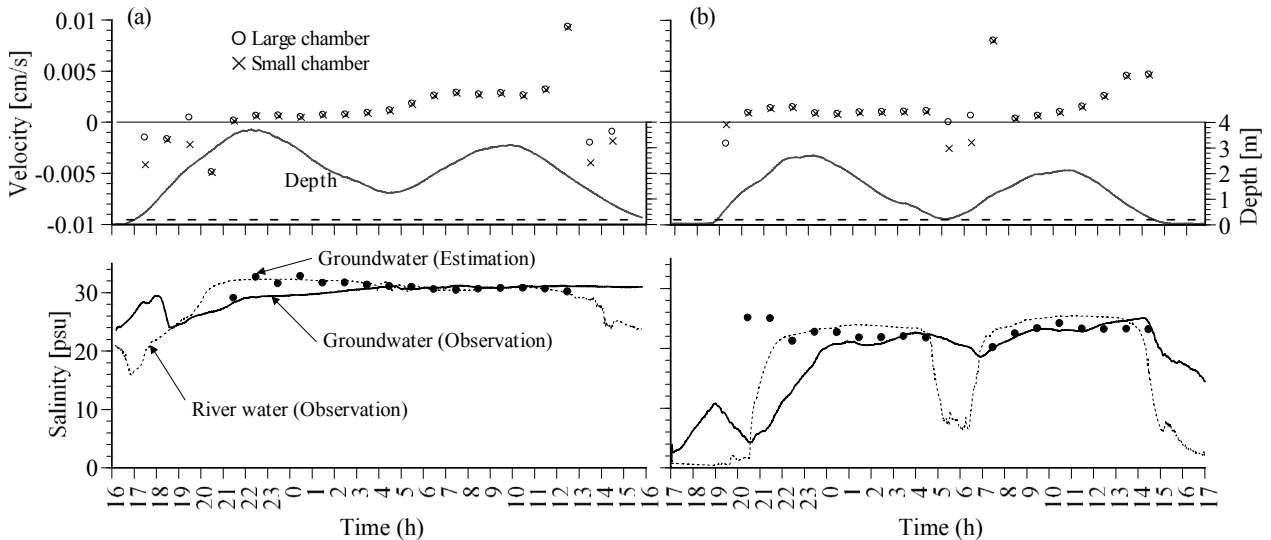 (a)
(b)
Large chamber
Small chamber
Velocity [cm/s]
0.01
0.005
0
-0.005
-0.01
Depth
4
3
2
1
0
Depth [m]
Groundwater (Estimation)
Groundwater (Observation)
River water (Observation)
Salinity [psu]
30
20
10
0
16 17 18 19 20 21 22 23 0 1 2 3 4 5 6 7 8 9 10 11 12 13 14 15 16
17 18 19 20 21 22 23 0 1 2 3 4 5 6 7 8 9 10 11 12 13 14 15 16 17
Time (h)
Time (h)